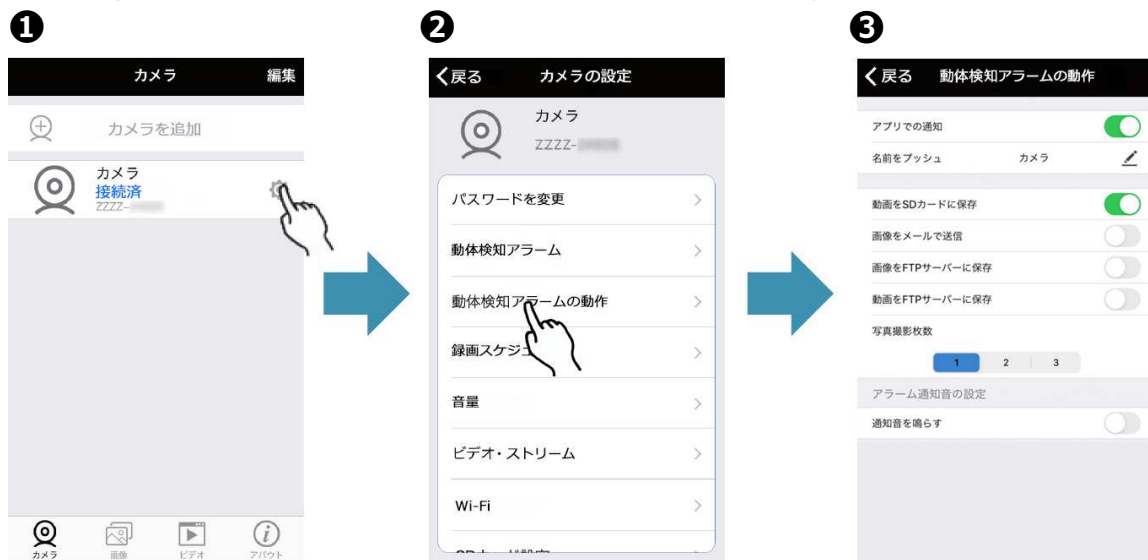 ❶
カメラ
編集
カメラを追加
カメラ
接続済
ZZZZ-
カメラ
画像
ビデオ
アバウト
❷
戻る
カメラの設定
カメラ
ZZZZ-
パスワードを変更
動体検知アラーム
動体検知アラームの動作
録画スケジュ
音量
ビデオ・ストリーム
Wi-Fi
❸
戻る
動体検知アラームの動作
アプリでの通知
名前をプッシュ
カメラ
動画をSDカードに保存
画像をメールで送信
画像をFTPサーバーに保存
動画をFTPサーバーに保存
写真撮影枚数
1 2 3
アラーム通知音の設定
通知音を鳴らす